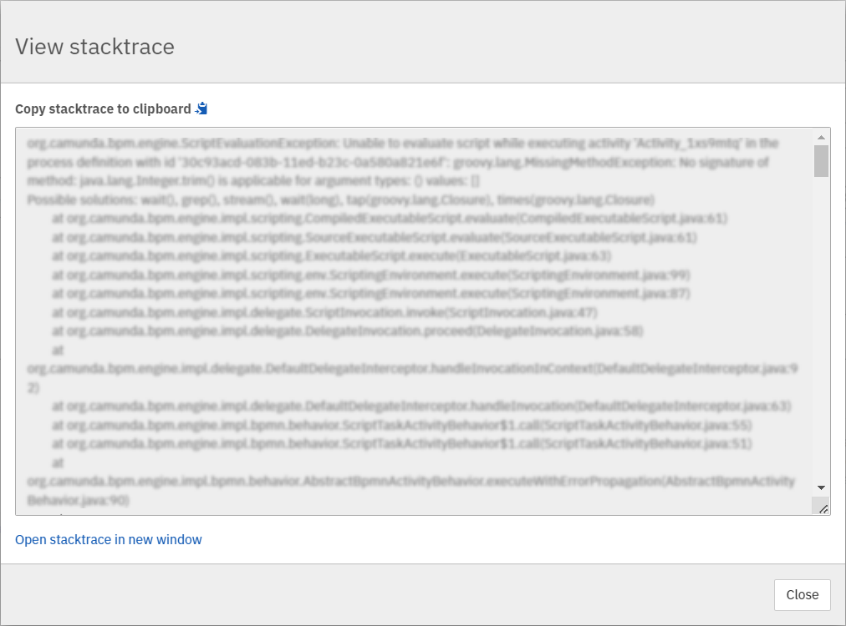 View stacktrace
Copy stacktrace to clipboard
org.camunda.bpm.engine.ScriptEvaluationException: Unable to evaluate script while executing activity 'Activity_1xs9mtq' in the
process definition with id '30c93acd-083b-11ed-b23c-0a580a821e6f': groovy.lang.MissingMethodException: No signature of
method: java.lang.Integer.trim() is applicable for argument types: () values: []
Possible solutions: wait(), grep(), stream(), wait(long), tap(groovy.lang.Closure), times(groovy.lang.Closure)
at org.camunda.bpm.engine.impl.scripting.CompiledExecutableScript.evaluate(CompiledExecutableScript.java:61)
at org.camunda.bpm.engine.impl.scripting.SourceExecutableScript.evaluate(SourceExecutableScript.java:61)
at org.camunda.bpm.engine.impl.scripting.ExecutableScript.execute(ExecutableScript.java:63)
at org.camunda.bpm.engine.impl.scripting.env.ScriptingEnvironment.execute(ScriptingEnvironment.java:99)
at org.camunda.bpm.engine.impl.scripting.env.ScriptingEnvironment.execute(ScriptingEnvironment.java:87)
at org.camunda.bpm.engine.impl.delegate.ScriptInvocation.invoke(ScriptInvocation.java:47)
at org.camunda.bpm.engine.impl.delegate.DelegateInvocation.proceed(DelegateInvocation.java:58)
at
org.camunda.bpm.engine.impl.delegate.DefaultDelegateInterceptor.handleInvocationInContext(DefaultDelegateInterceptor.java:9
2)
at org.camunda.bpm.engine.impl.delegate.DefaultDelegateInterceptor.handleInvocation(DefaultDelegateInterceptor.java:63)
at org.camunda.bpm.engine.impl.bpmn.behavior.ScriptTaskActivityBehavior$1.call(ScriptTaskActivityBehavior.java:55)
at org.camunda.bpm.engine.impl.bpmn.behavior.ScriptTaskActivityBehavior$1.call(ScriptTaskActivityBehavior.java:51)
at
org.camunda.bpm.engine.impl.bpmn.behavior.AbstractBpmnActivityBehavior.executeWithErrorPropagation(AbstractBpmnActivity
Behavior.java:90)
Open stacktrace in new window
Close